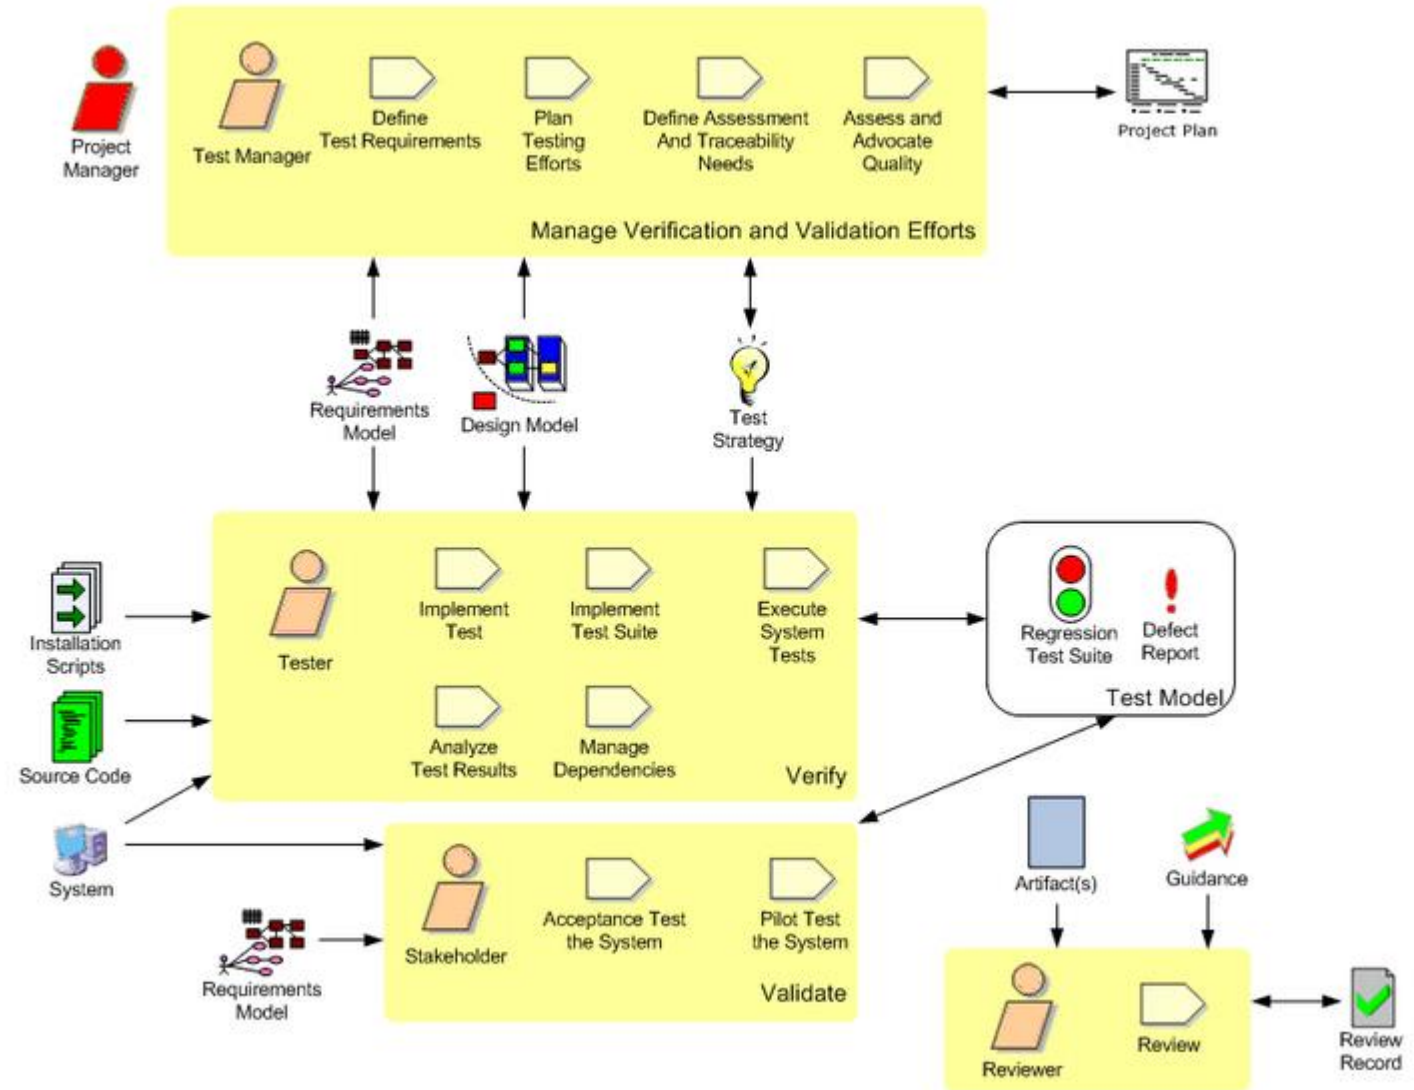 Project
Manager
Test Manager
Define
Test Requirements
Plan
Testing
Efforts
Define Assessment
And Traceability
Needs
Assess and
Advocate
Quality
Manage Verification and Validation Efforts
Project Plan
Requirements
Model
Design Model
Test
Strategy
Installation
Scripts
Source Code
System
Tester
Implement
Test
Implement
Test Suite
Execute
System
Tests
Analyze
Test Results
Manage
Dependencies
Verify
Regression
Test Suite
Defect
Report
Test Model
Requirements
Model
Stakeholder
Acceptance Test
the System
Pilot Test
the System
Validate
Artifact(s)
Guidance
Reviewer
Review
Review
Record